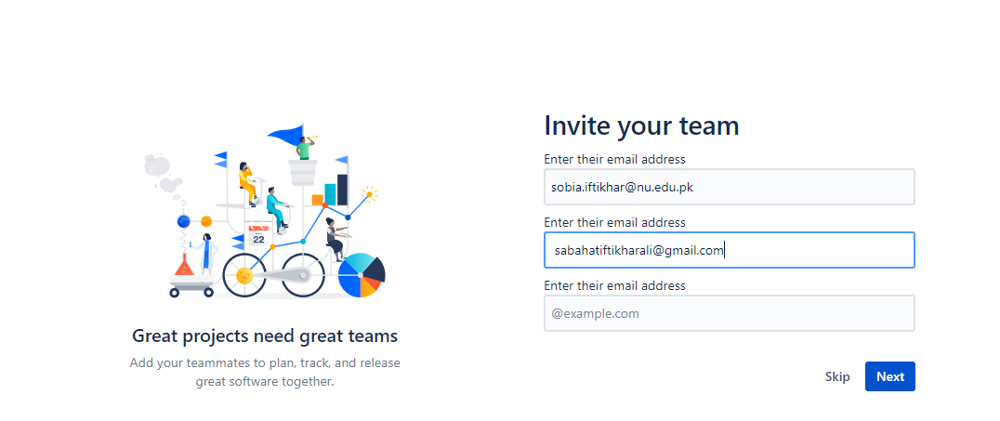 Invite your team
Enter their email address
sobia.iftikhar@nu.edu.pk
Enter their email address
sabahatiftikharali@gmail.com
Enter their email address
@example.com
22
Great projects need great teams
Add your teammates to plan, track, and release
great software together.
Skip
Next